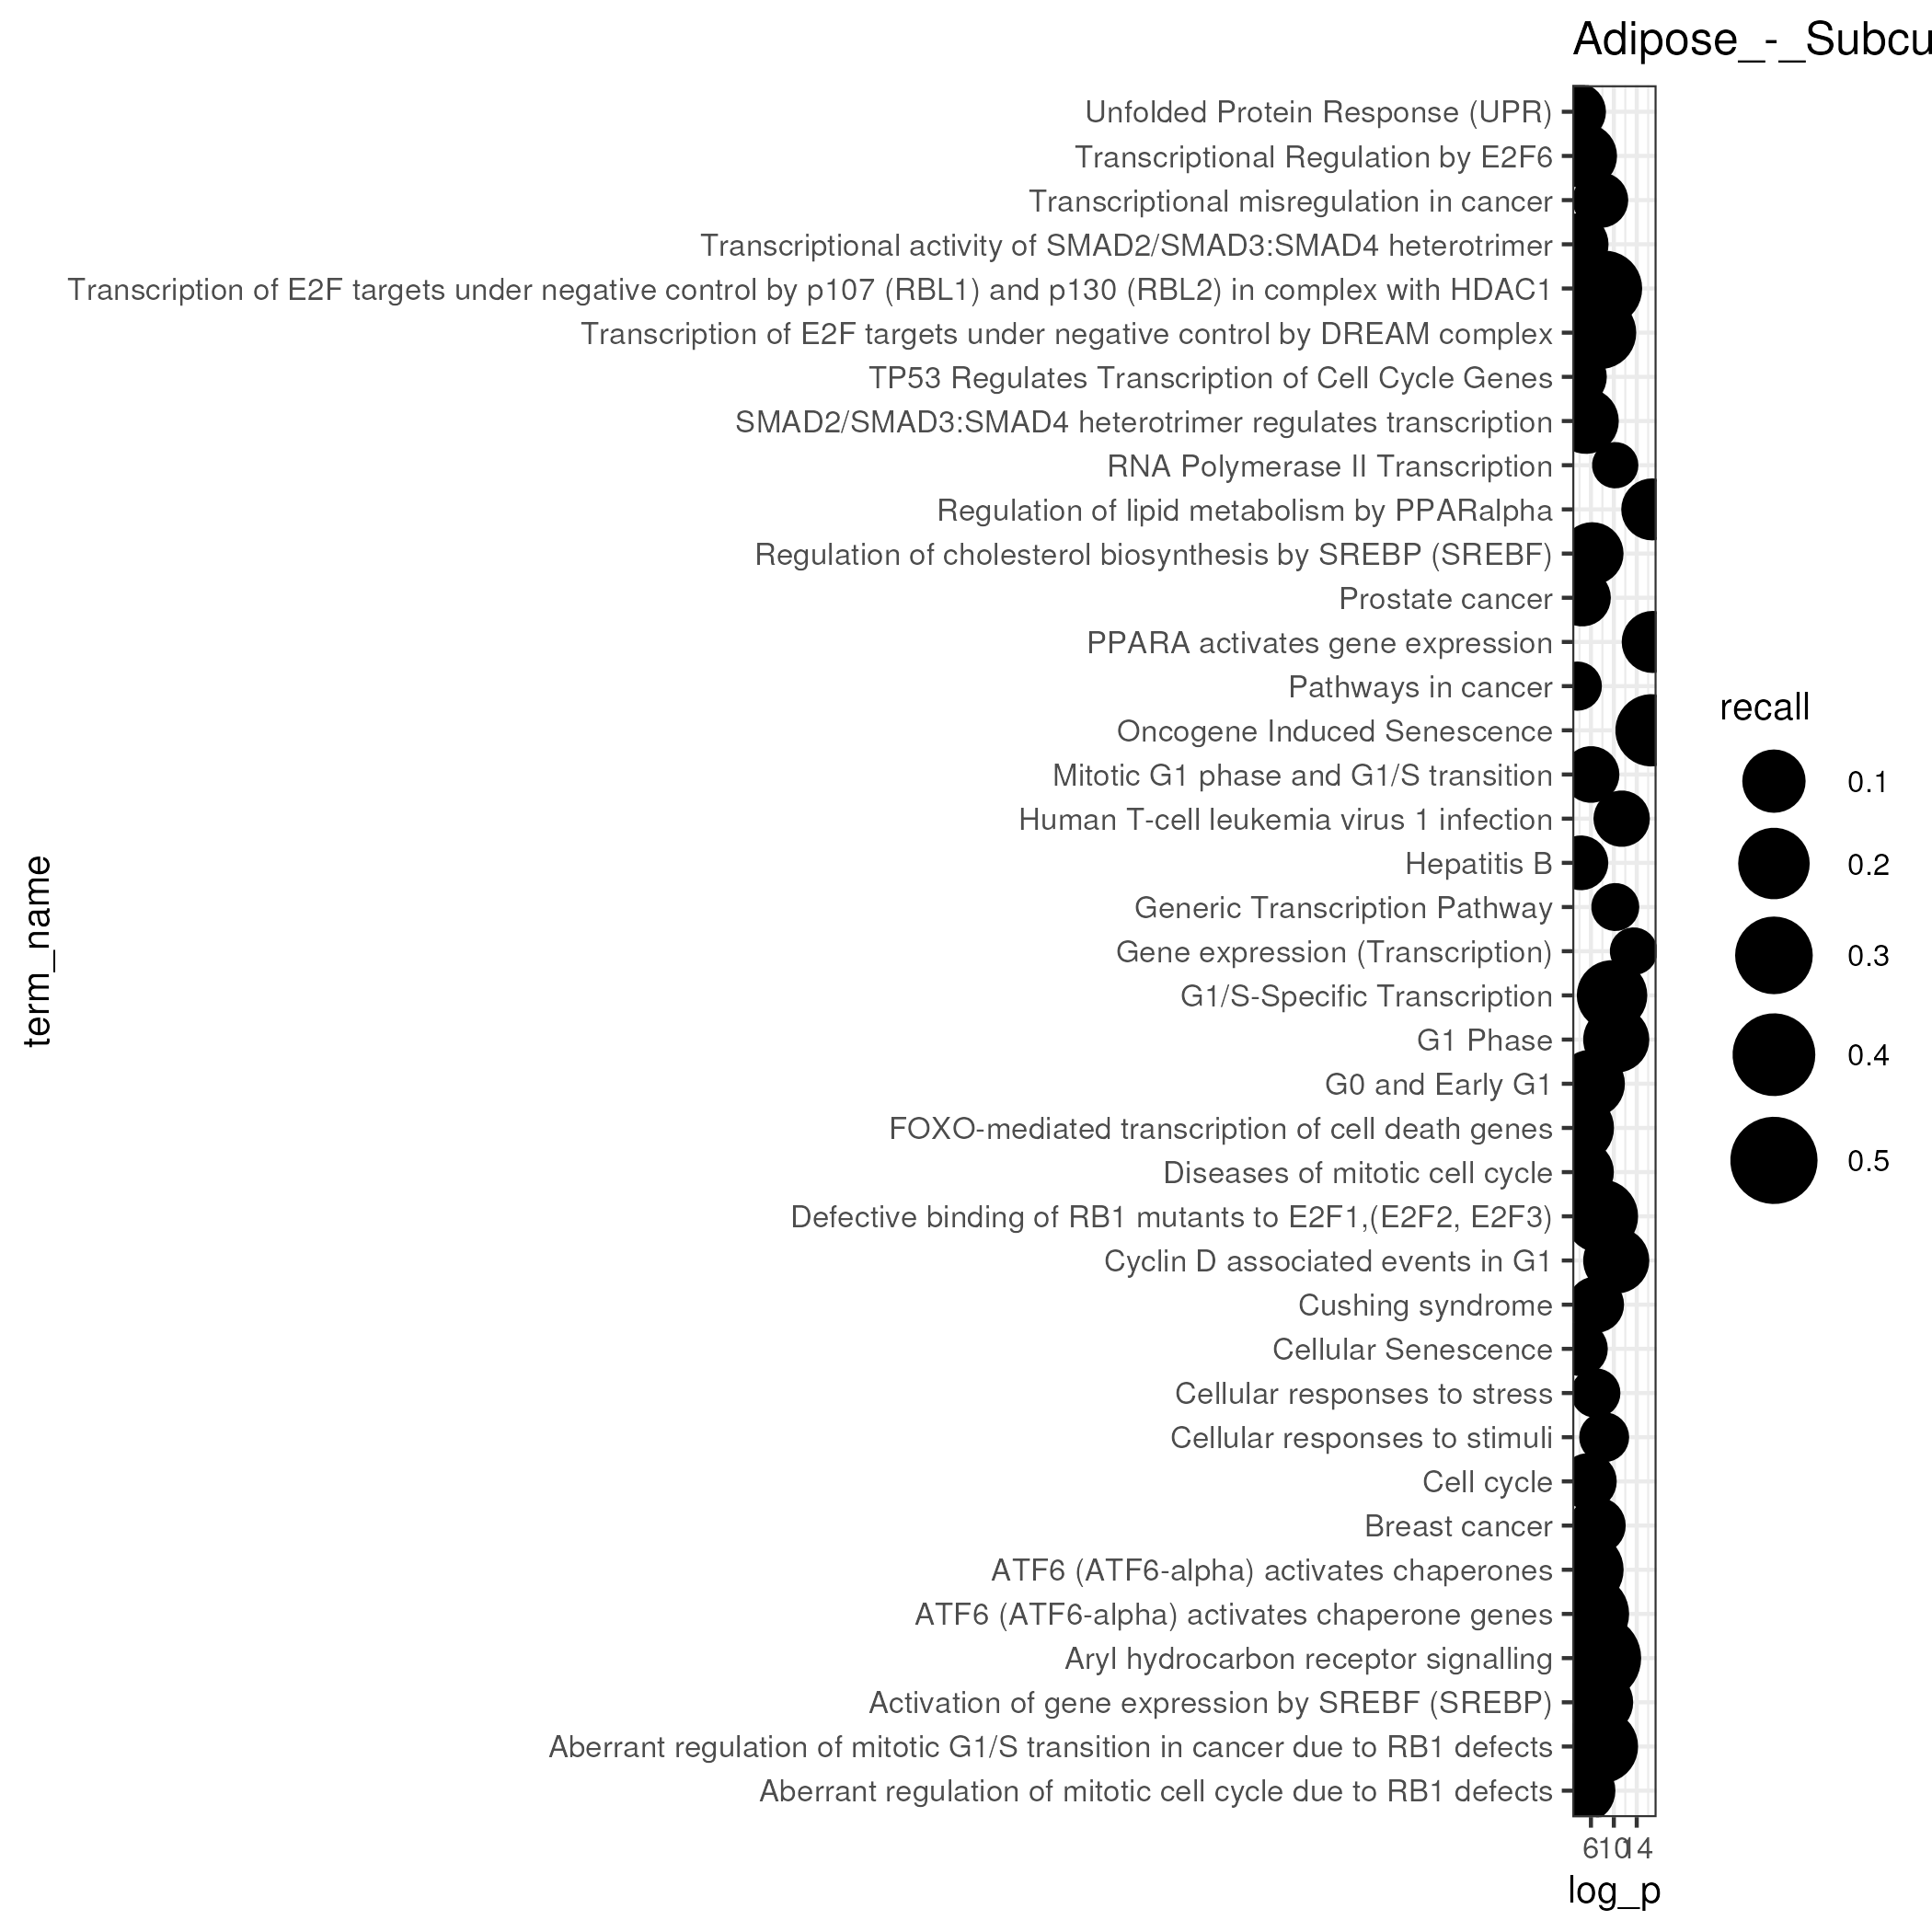 Adipose_-_Subcu
Unfolded Protein Response (UPR)
Transcriptional Regulation by E2F6
Transcriptional misregulation in cancer
Transcriptional activity of SMAD2/SMAD3:SMAD4 heterotrimer
Transcription of E2F targets under negative control by p107 (RBL1) and p130 (RBL2) in complex with HDAC1
Transcription of E2F targets under negative control by DREAM complex
TP53 Regulates Transcription of Cell Cycle Genes
SMAD2/SMAD3:SMAD4 heterotrimer regulates transcription
RNA Polymerase II Transcription
Regulation of lipid metabolism by PPARalpha
Regulation of cholesterol biosynthesis by SREBP (SREBF)
Prostate cancer
PPARA activates gene expression
Pathways in cancer
Oncogene Induced Senescence
Mitotic G1 phase and G1/S transition
Human T-cell leukemia virus 1 infection
Hepatitis B
Generic Transcription Pathway
Gene expression (Transcription)
G1/S-Specific Transcription
G1 Phase
G0 and Early G1
FOXO-mediated transcription of cell death genes
Diseases of mitotic cell cycle
Defective binding of RB1 mutants to E2F1,(E2F2, E2F3)
Cyclin D associated events in G1
Cushing syndrome
Cellular Senescence
Cellular responses to stress
Cellular responses to stimuli
Cell cycle
Breast cancer
ATF6 (ATF6-alpha) activates chaperones
ATF6 (ATF6-alpha) activates chaperone genes
Aryl hydrocarbon receptor signalling
Activation of gene expression by SREBF (SREBP)
Aberrant regulation of mitotic G1/S transition in cancer due to RB1 defects
Aberrant regulation of mitotic cell cycle due to RB1 defects
term_name
6 10 14
log_p
recall
0.1
0.2
0.3
0.4
0.5